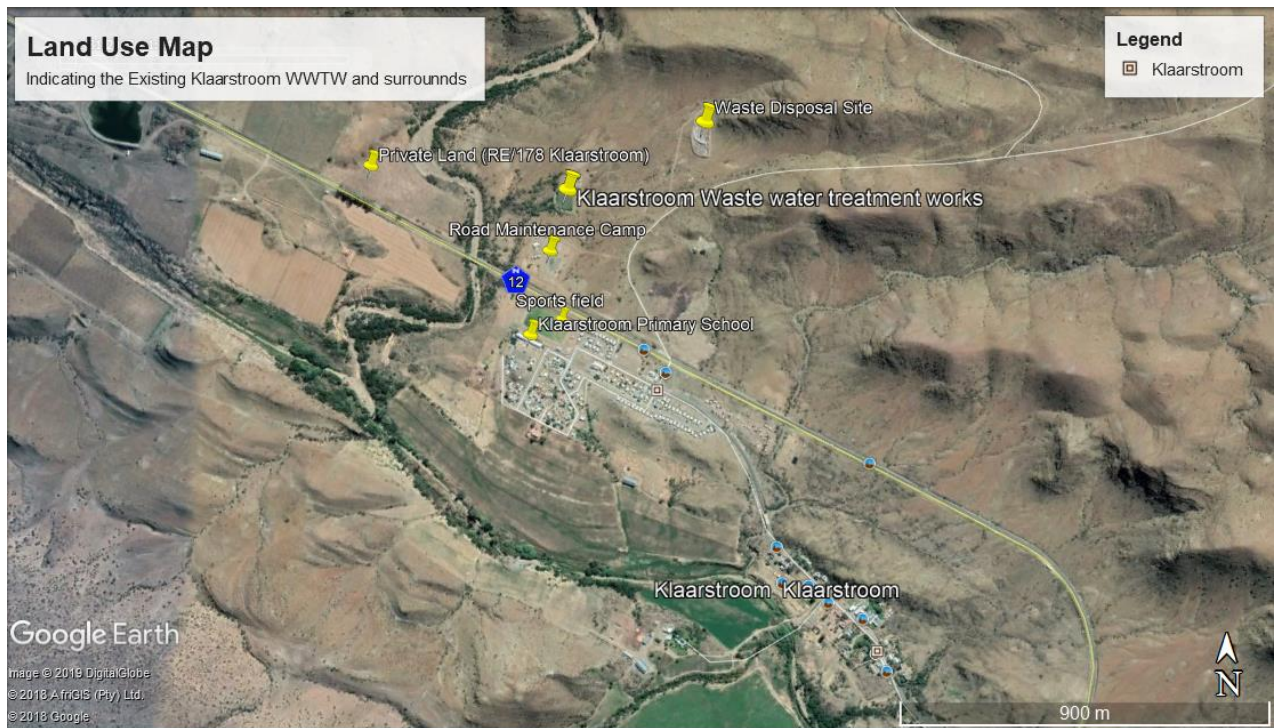 Land Use Map
Indicating the Existing Klaarstroom WWTW and surrounnds
Legend
Klaarstroom
Waste Disposal Site
Private Land (RE/178 Klaarstroom)
Klaarstroom Waste water treatment works
Road Maintenance Camp
N
12
Sports field
Klaarstroom Primary School
Klaarstroom Klaarstroom
Google Earth
Image © 2019 DigitalGlobe
© 2018 AfriGIS (Pty) Ltd.
© 2018 Google
N
900 m